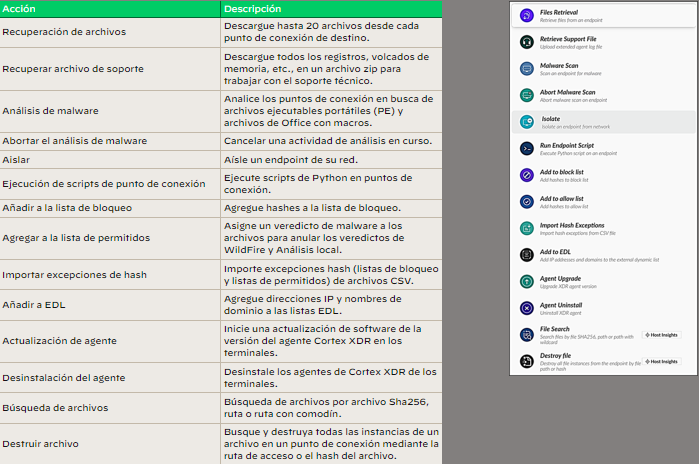 Acción Descripción
Recuperación de archivos
Descargue hasta 20 archivos desde cada
punto de conexión de destino.
Recuperar archivo de soporte
Descargue todos los registros, volcados de
memoria, etc., en un archivo zip para
trabajar con el soporte técnico.
Análisis de malware
Analice los puntos de conexión en busca de
archivos ejecutables portátiles (PE) y
archivos de Office con macros.
Abortar el análisis de malware
Cancelar una actividad de análisis en curso.
Aislar
Aísle un endpoint de su red.
Ejecución de scripts de punto de conexión
Ejecute scripts de Python en puntos de
conexión.
Añadir a la lista de bloqueo
Agregue hashes a la lista de bloqueo.
Agregar a la lista de permitidos
Asigne un veredicto de malware a los
archivos para anular los veredictos de
WildFire y Análisis local.
Importar excepciones de hash
Importe excepciones hash (listas de bloqueo
y listas de permitidos) de archivos CSV.
Añadir a EDL
Agregue direcciones IP y nombres de
dominio a las listas EDL.
Actualización de agente
Inicie una actualización de software de la
versión del agente Cortex XDR en los
terminales.
Desinstalación del agente
Desinstale los agentes de Cortex XDR de los
terminales.
Búsqueda de archivos
Búsqueda de archivos por archivo Sha256,
ruta o ruta con comodín.
Destruir archivo
Busque y destruya todas las instancias de un
archivo en un punto de conexión mediante la
ruta de acceso o el hash del archivo.
Files Retrieval
Retrieve files from an endpoint
Retrieve Support File
Upload extended agent log file
Malware Scan
Scan an endpoint for malware
Abort Malware Scan
Abort malware scan on endpoint
Isolate
Isolate an endpoint from network
Run Endpoint Script
Execute Python script on an endpoint
Add to block list
Add hashes to block list
Add to allow list
Add hashes to allow list
Import Hash Exceptions
Import hash exceptions from CSV file
Add to EDL
Add IP addresses and domains to the external dynamic list
Agent Upgrade
Upgrade XDR agent version
Agent Uninstall
Uninstall XDR agent
File Search
Search files by file SHA256, path or path with
wildcard
Host Insights
Destroy file
Destroy all file instances from the endpoint by file
path or hash
Host Insights